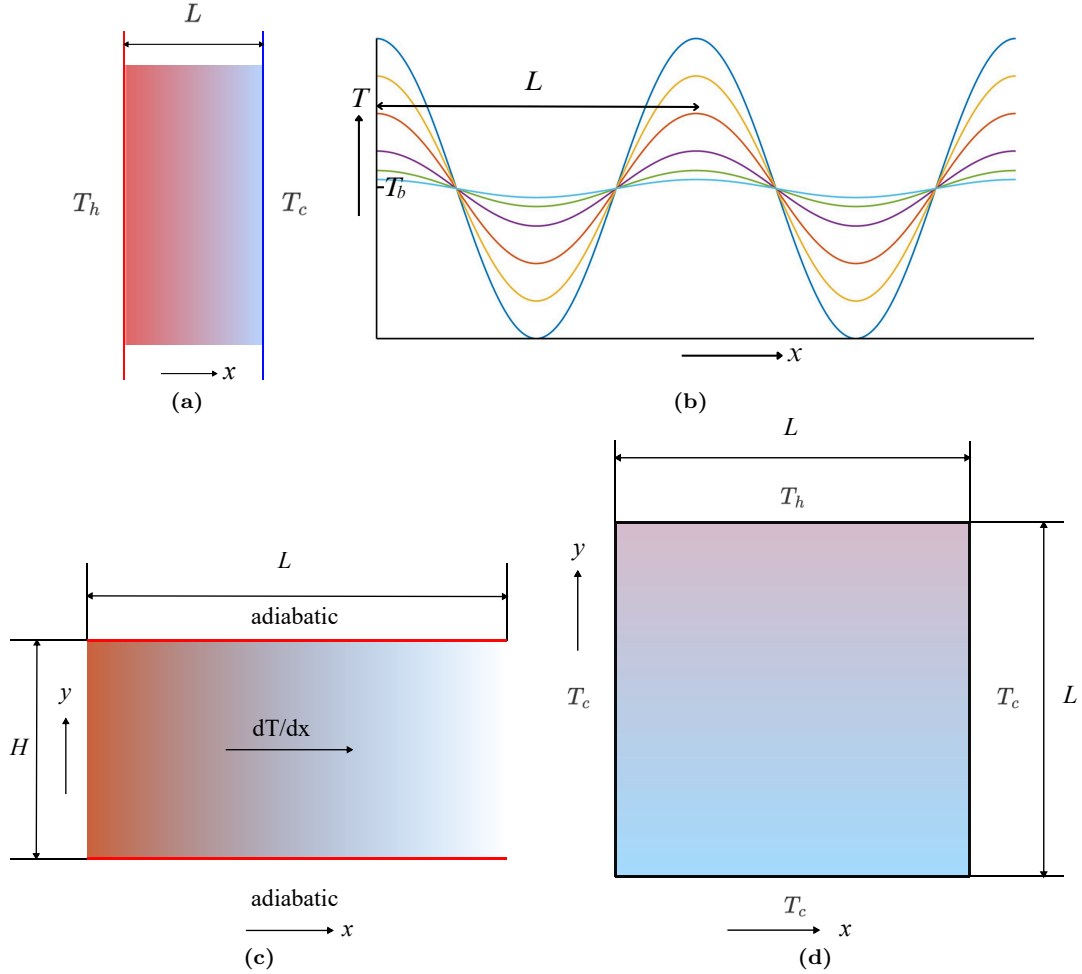 L
T_h
T_c
x
(a)
T
L
T_b
x
(b)
L
adiabatic
y
H
dT/dx
adiabatic
x
(c)
L
T_h
y
T_c
T_c
L
T_c
x
(d)